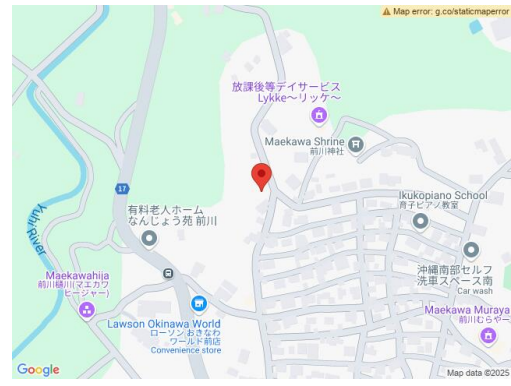 Map error: g.co/staticmaperror
放課後等デイサービス
Lykke〜リッケ〜
Maekawa Shrine
前川神社
17
Yuhi River
有料老人ホーム
なんじょう苑 前川
Ikukopiano School
育子ピアノ教室
沖縄南部セルフ
洗車スペース南
Car wash
Maekawahija
前川樋川(マエカワ
ヒージャー)
Lawson Okinawa World
ローソン おきなわ
ワールド前店
Convenience store
Maekawa Muraya
前川むらやー
Google
Map data ©2025